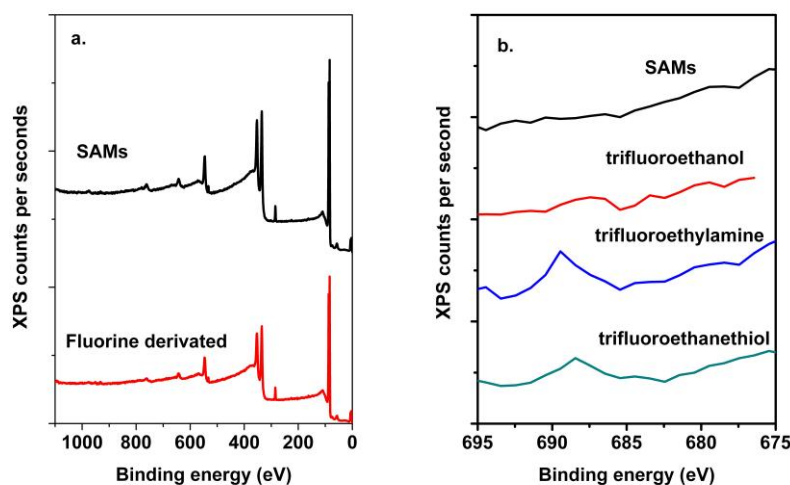 a.
SAMs
Fluorine derivated
XPS counts per seconds
1000 800 600 400 200 0
Binding energy (eV)
b.
SAMs
trifluoroethanol
trifluoroethylamine
trifluoroethanethiol
XPS counts per second
695 690 685 680 675
Binding energy (eV)